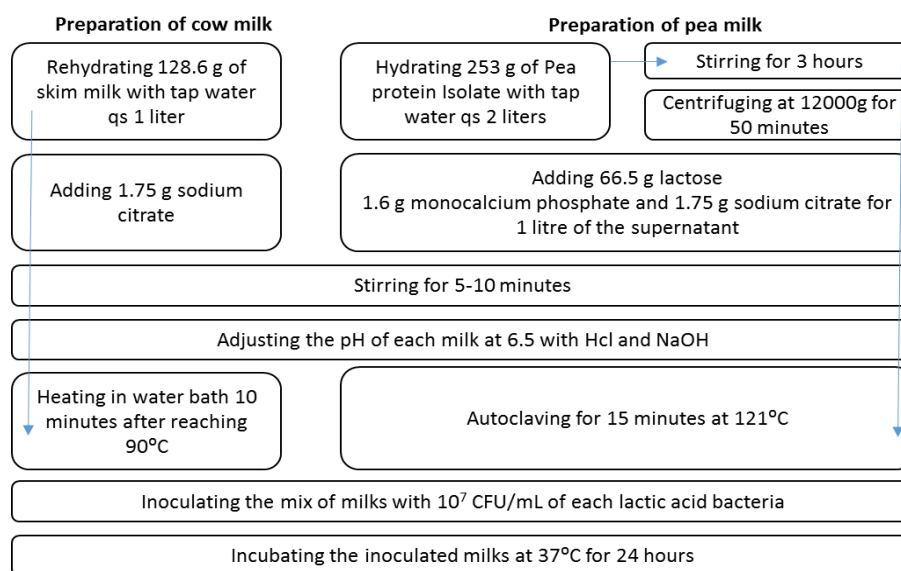 Preparation of cow milk
Preparation of pea milk
Rehydrating 128.6 g of
skim milk with tap water
qs 1 liter
Hydrating 253 g of Pea
protein Isolate with tap
water qs 2 liters
Stirring for 3 hours
Centrifuging at 12000g for
50 minutes
Adding 1.75 g sodium
citrate
Adding 66.5 g lactose
1.6 g monocalcium phosphate and 1.75 g sodium citrate for
1 litre of the supernatant
Stirring for 5-10 minutes
Adjusting the pH of each milk at 6.5 with Hcl and NaOH
Heating in water bath 10
minutes after reaching
90⁰C
Autoclaving for 15 minutes at 121⁰C
Inoculating the mix of milks with 10⁷ CFU/mL of each lactic acid bacteria
Incubating the inoculated milks at 37⁰C for 24 hours